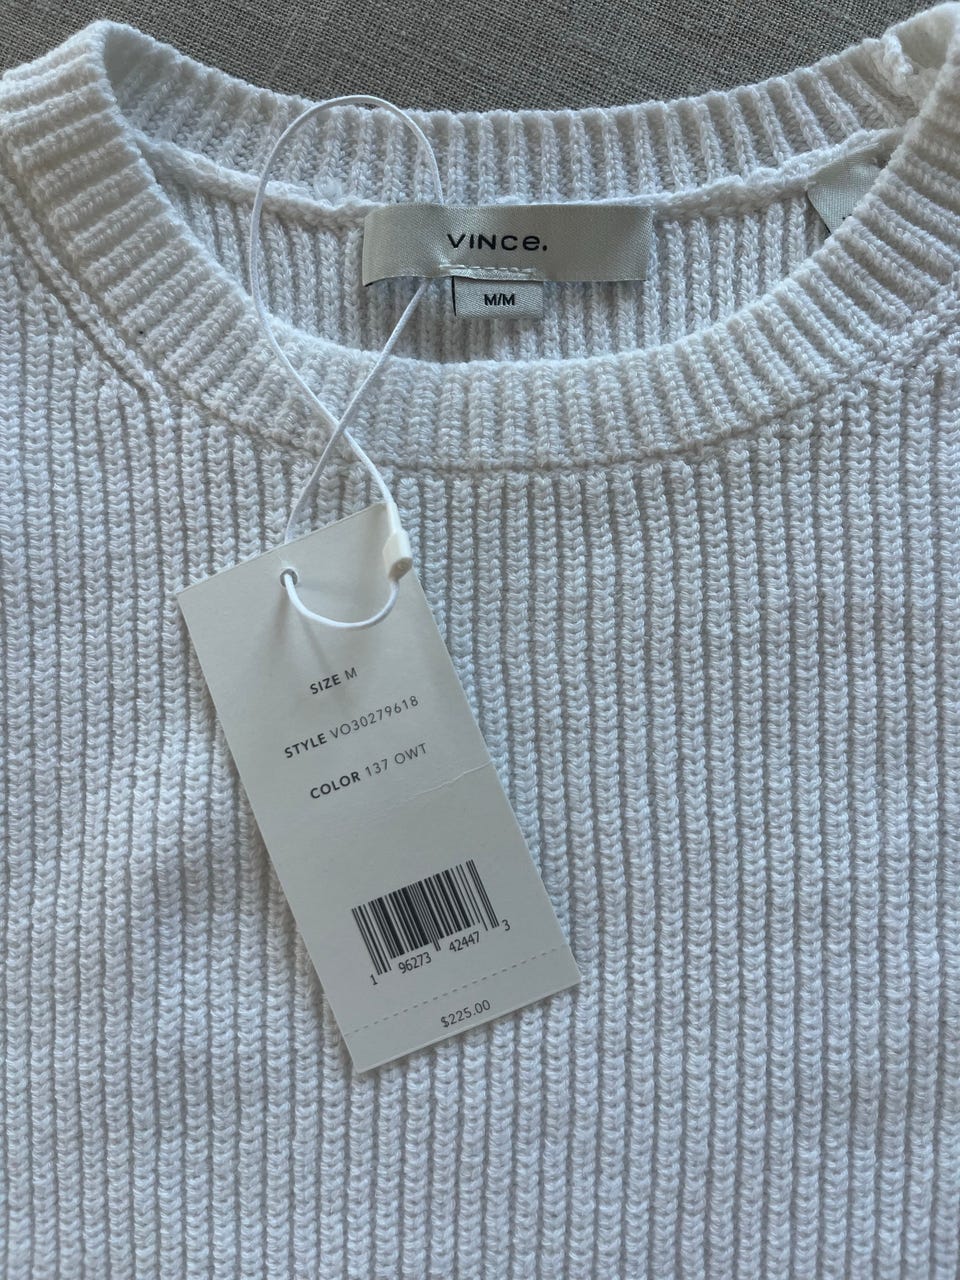 VINCE.
M/M
SIZE M
STYLE VO30279618
COLOR 137 OWT
1 96273 42447 3
$225.00